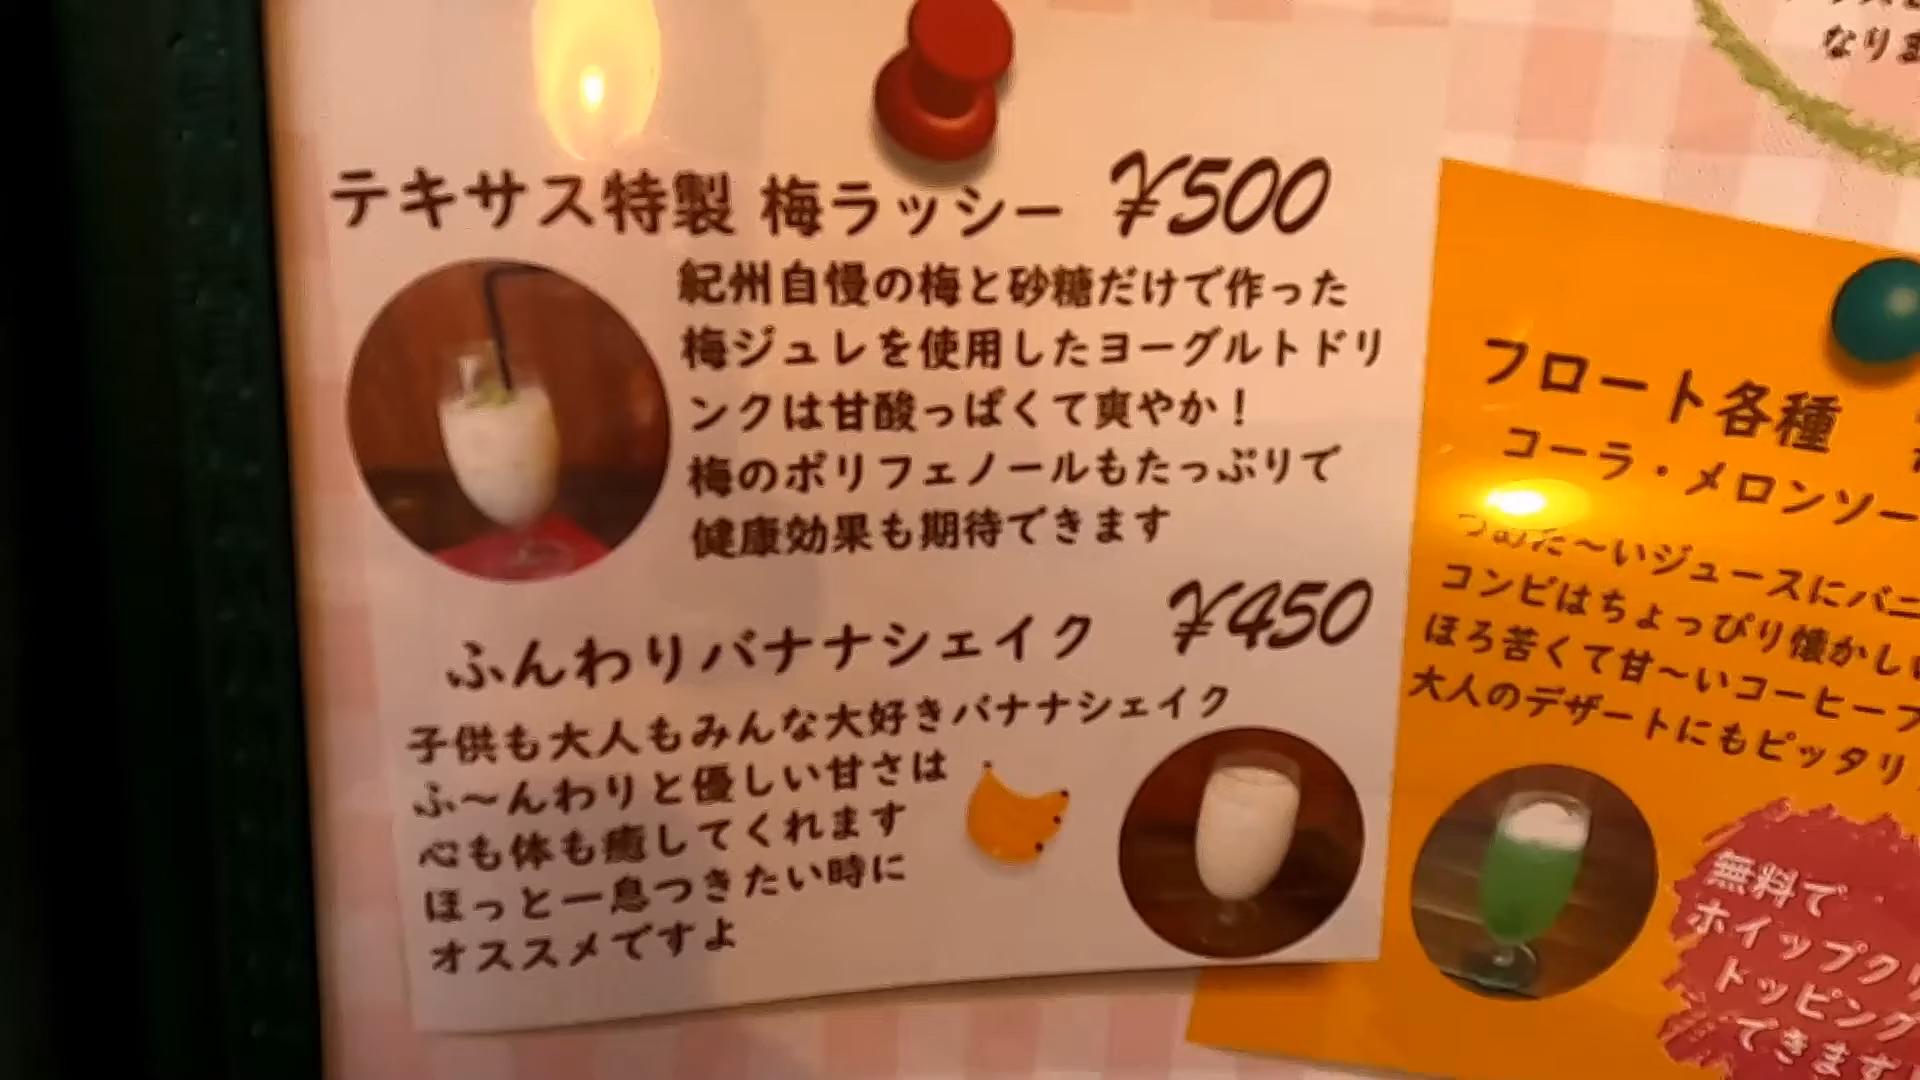 テキサス特製 梅ラッシー ¥500
紀州自慢の梅と砂糖だけで作った
梅ジュレを使用したヨーグルトドリ
ンクは甘酸っぱくて爽やか！
梅のポリフェノールもたっぷりで
健康効果も期待できます
ふんわりバナナシェイク ¥450
子供も大人もみんな大好きバナナシェイク
ふ～んわりと優しい甘さは
心も体も癒してくれます
ほっと一息つきたい時に
オススメですよ
なりま
フロート各種
コーラ・メロンソー
つめた～いジュースにバニ
コンビはちょっぴり懐かしい
ほろ苦くて甘～いコーヒーフ
大人のデザートにもピッタリ
無料で
ホイップクリ
トッピング
できます